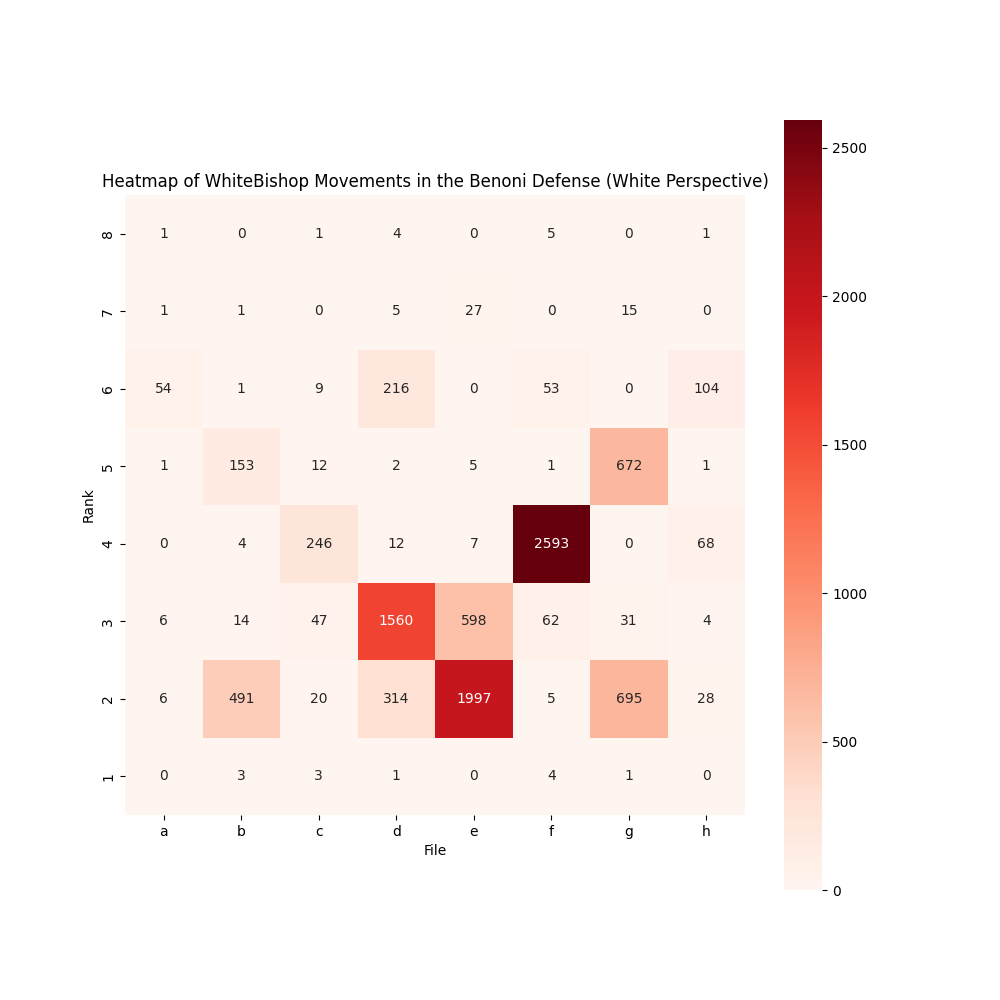 Heatmap of WhiteBishop Movements in the Benoni Defense (White Perspective)
8 1 0 1 4 0 5 0 1
7 1 1 0 5 27 0 15 0
6 54 1 9 216 0 53 0 104
5 1 153 12 2 5 1 672 1
4 0 4 246 12 7 2593 0 68
3 6 14 47 1560 598 62 31 4
2 6 491 20 314 1997 5 695 28
1 0 3 3 1 0 4 1 0
a b c d e f g h
Rank
File
2500
2000
1500
1000
500
0